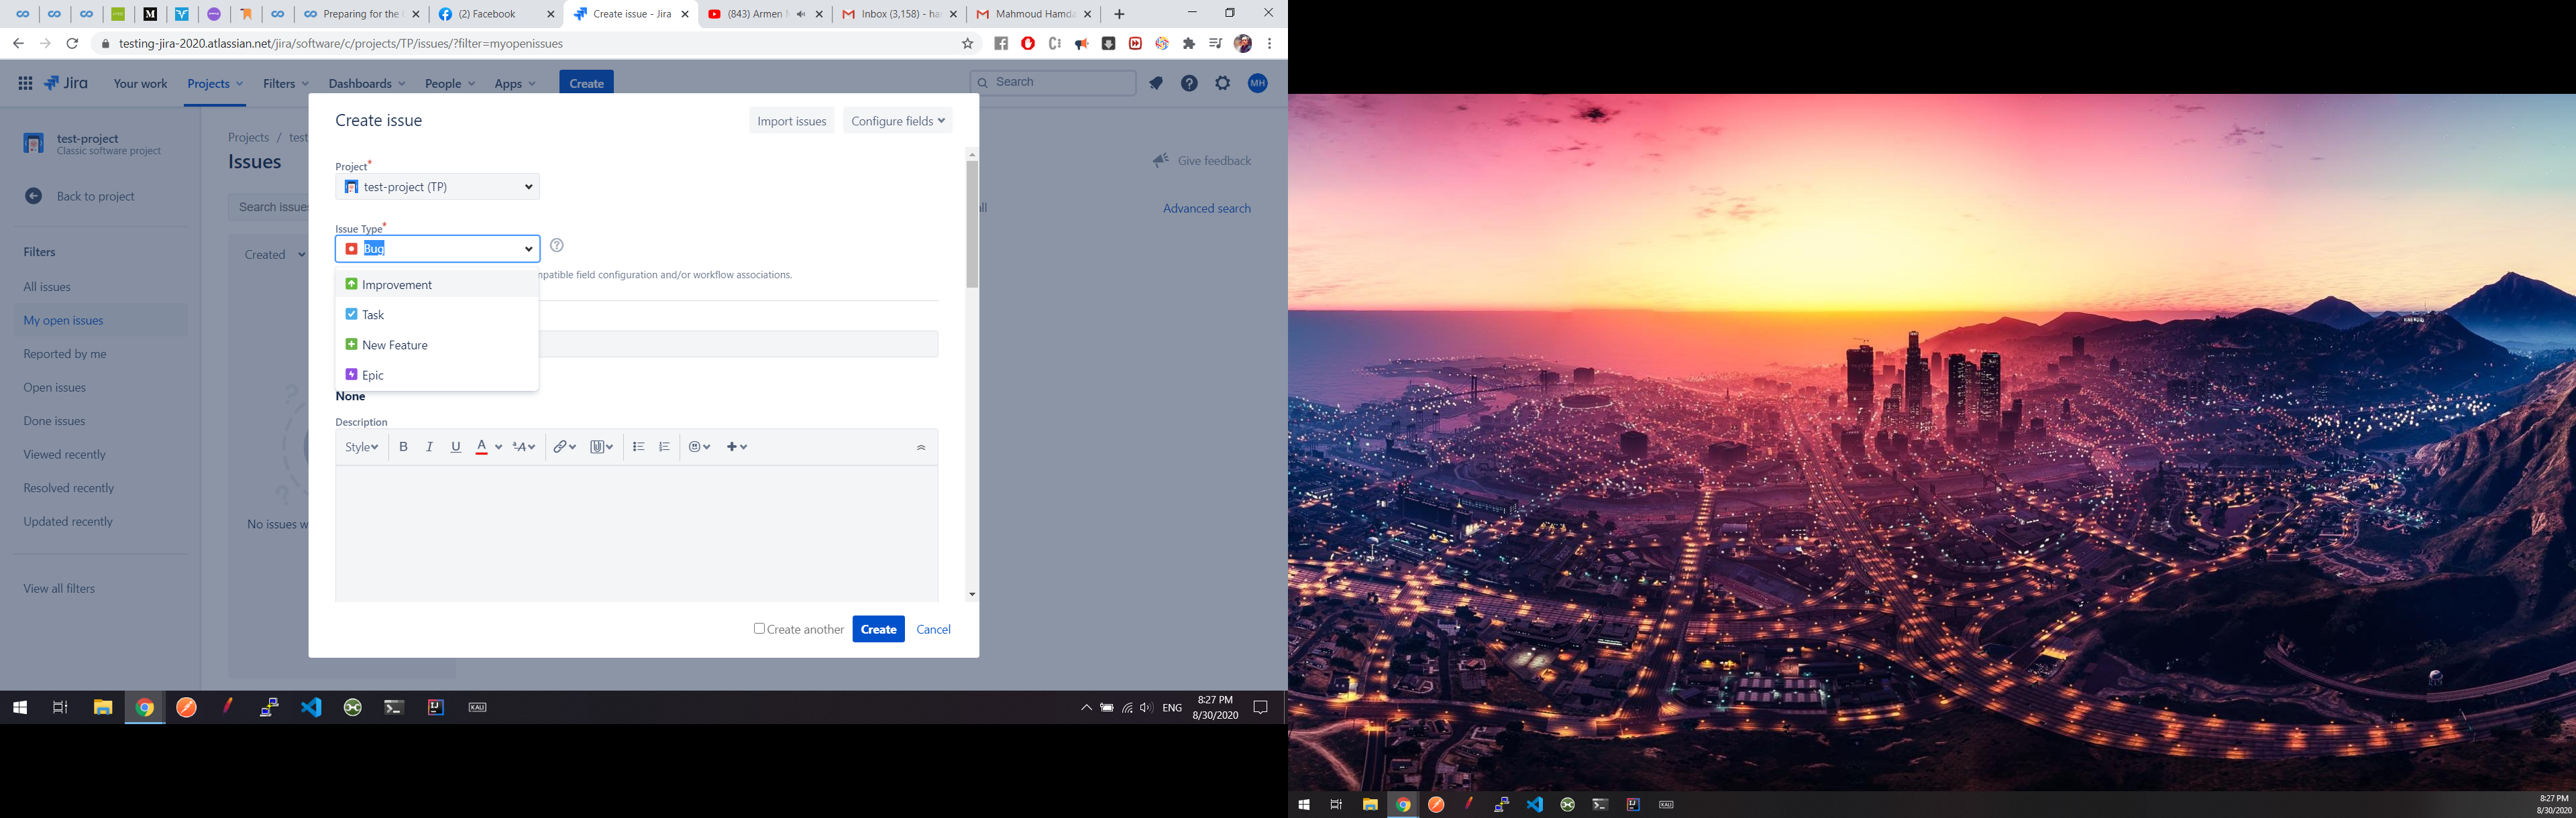 Preparing for the
(2) Facebook
Create issue - Jira
(843) Armen
Inbox (3,158) - ha
Mahmoud Hamda
testing-jira-2020.atlassian.net/jira/software/c/projects/TP/issues/?filter=myopenissues
Jira
Your work
Projects
Filters
Dashboards
People
Apps
Create
Search
MH
test-project
Classic software project
Back to project
Filters
All issues
My open issues
Reported by me
Open issues
Done issues
Viewed recently
Resolved recently
Updated recently
View all filters
Projects / test
Issues
Search issues
Created
No issues w
Give feedback
Advanced search
Create issue
Import issues
Configure fields
Project*
test-project (TP)
Issue Type*
Bug
npatible field configuration and/or workflow associations.
Improvement
Task
New Feature
Epic
None
Description
Style
B I U A
Create another
Create
Cancel
ENG
8:27 PM
8/30/2020
KALI
KALI
8:27 PM
8/30/2020